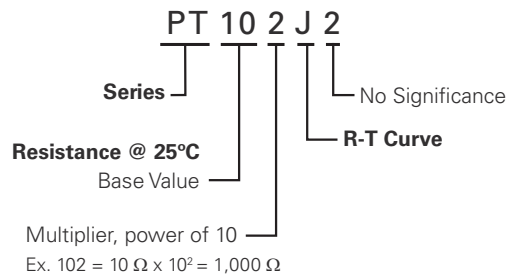 PT 10 2 J 2
Series
No Significance
R-T Curve
Resistance @ 25ºC
Base Value
Multiplier, power of 10
Ex. 102 = 10 Ω x 10² = 1,000 Ω